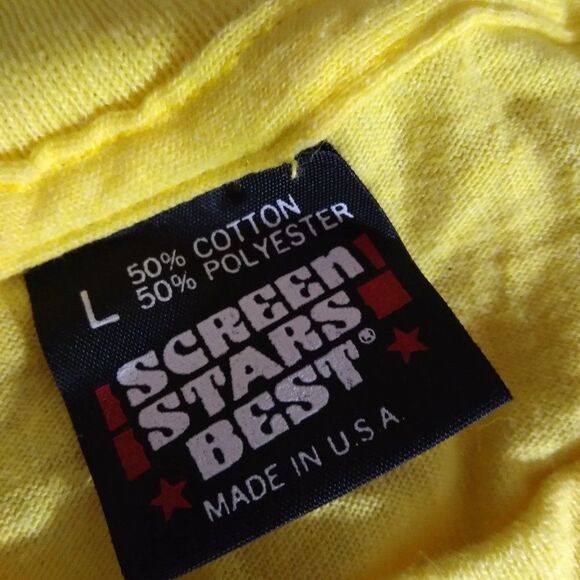 L
50% COTTON
50% POLYESTER
SCREEN
STARS
BEST®
MADE IN U.S.A.